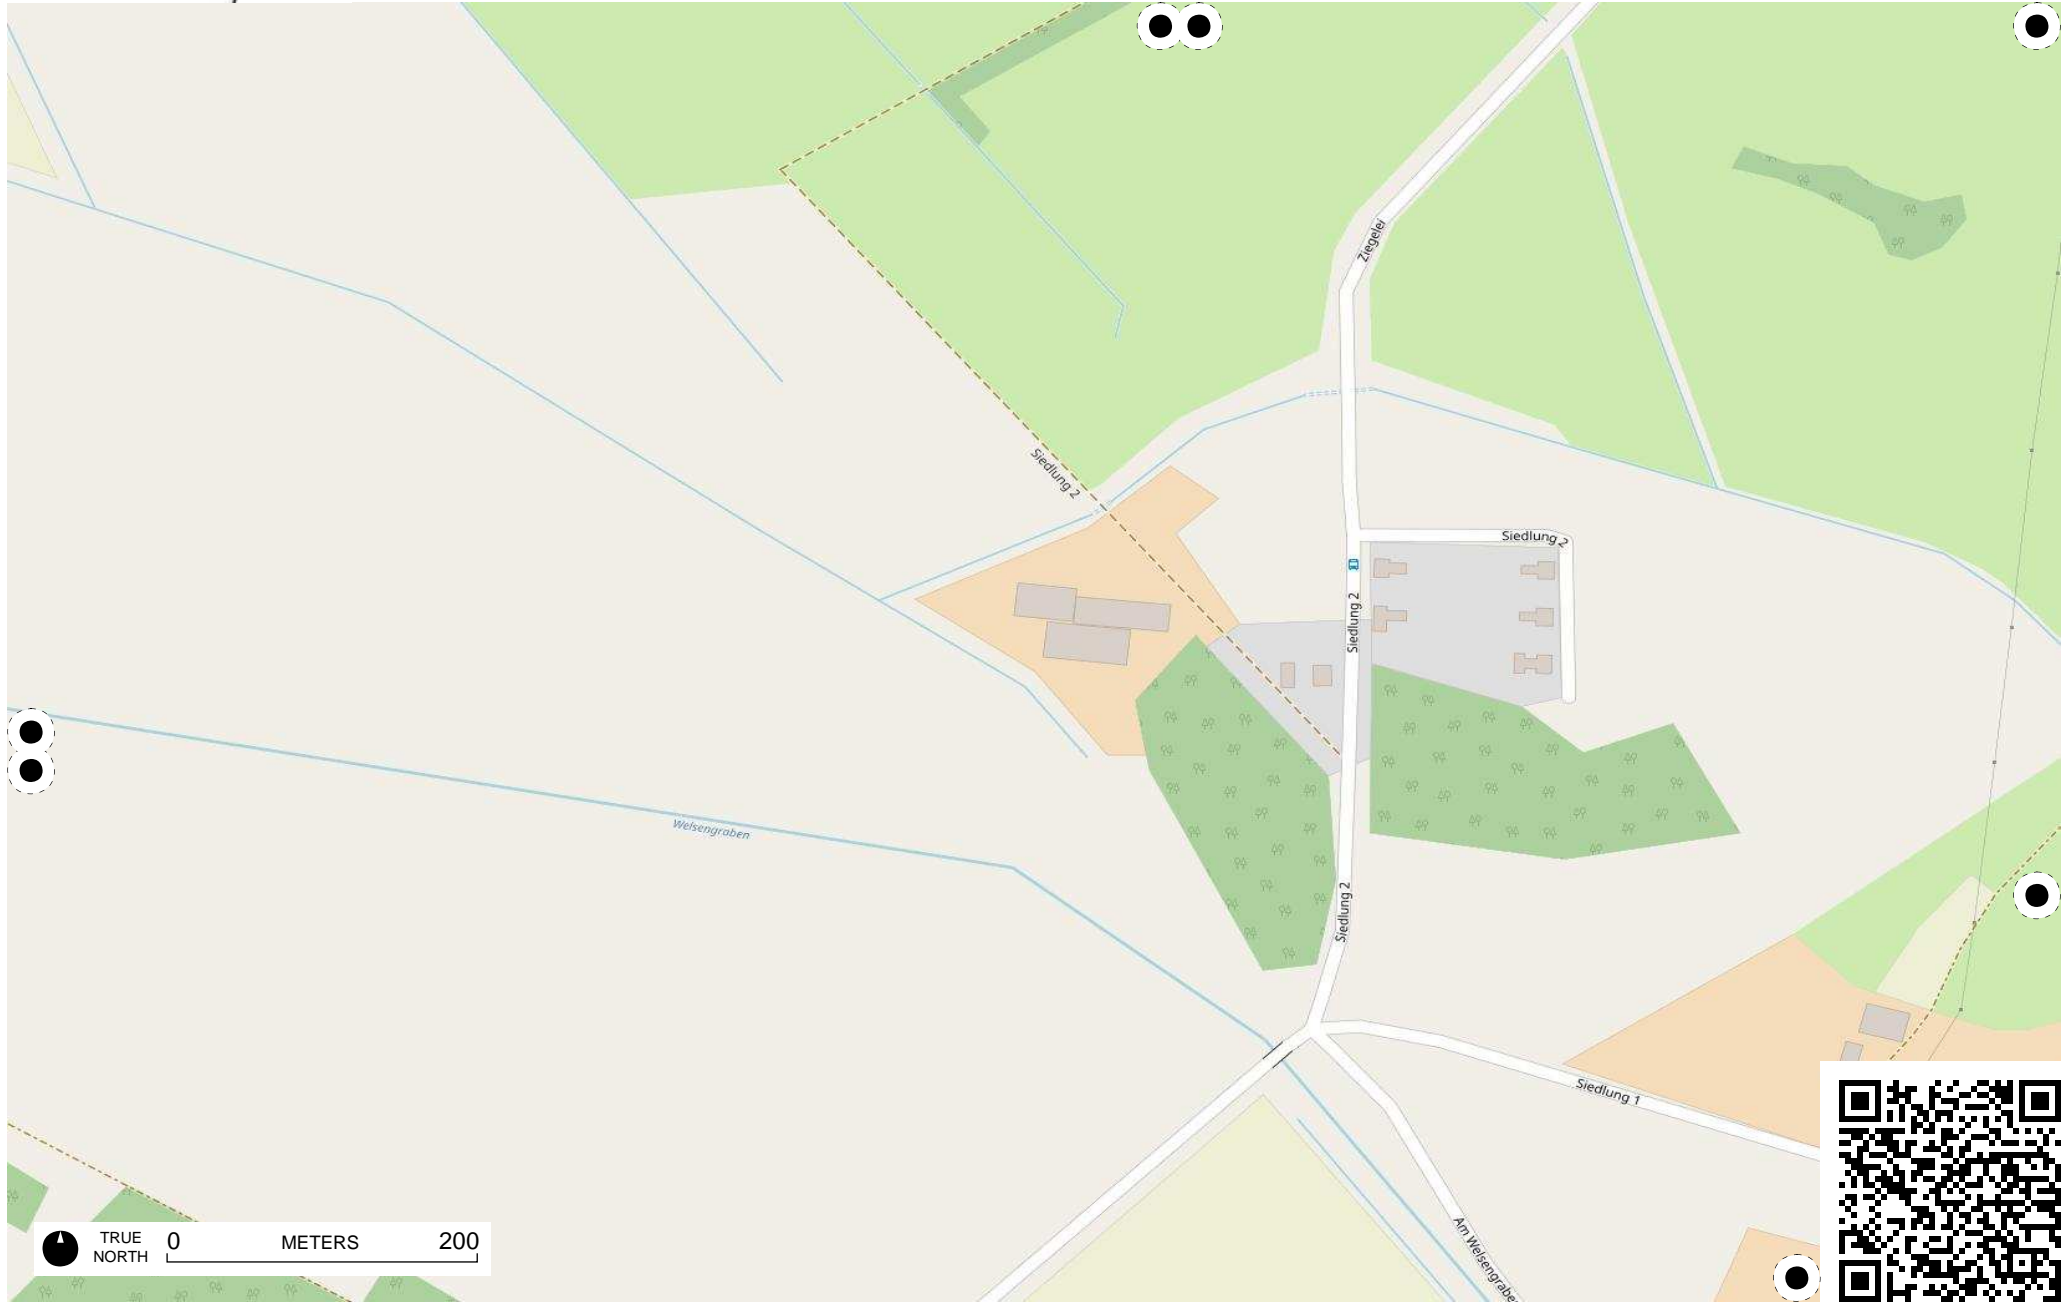 Ziegelei
Siedlung 2
Siedlung 2
Siedlung 2
Welsengraben
Siedlung 2
Siedlung 1
Am Welsengraben
TRUE
NORTH
0 METERS 200